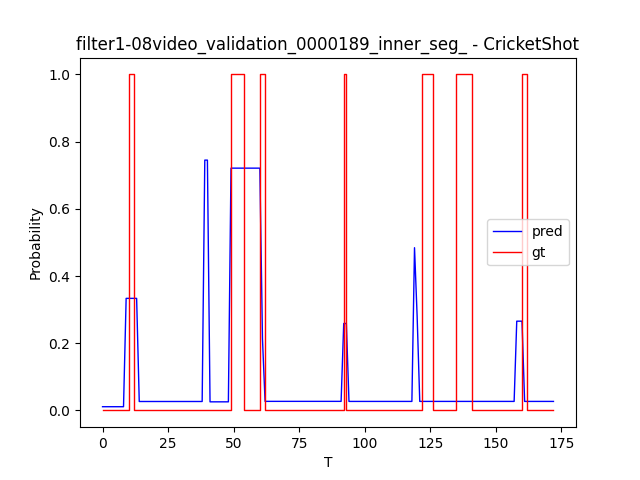 filter1-08video_validation_0000189_inner_seg_ - CricketShot
1.0
0.8
0.6
0.4
0.2
0.0
Probability
pred
gt
0 25 50 75 100 125 150 175
T